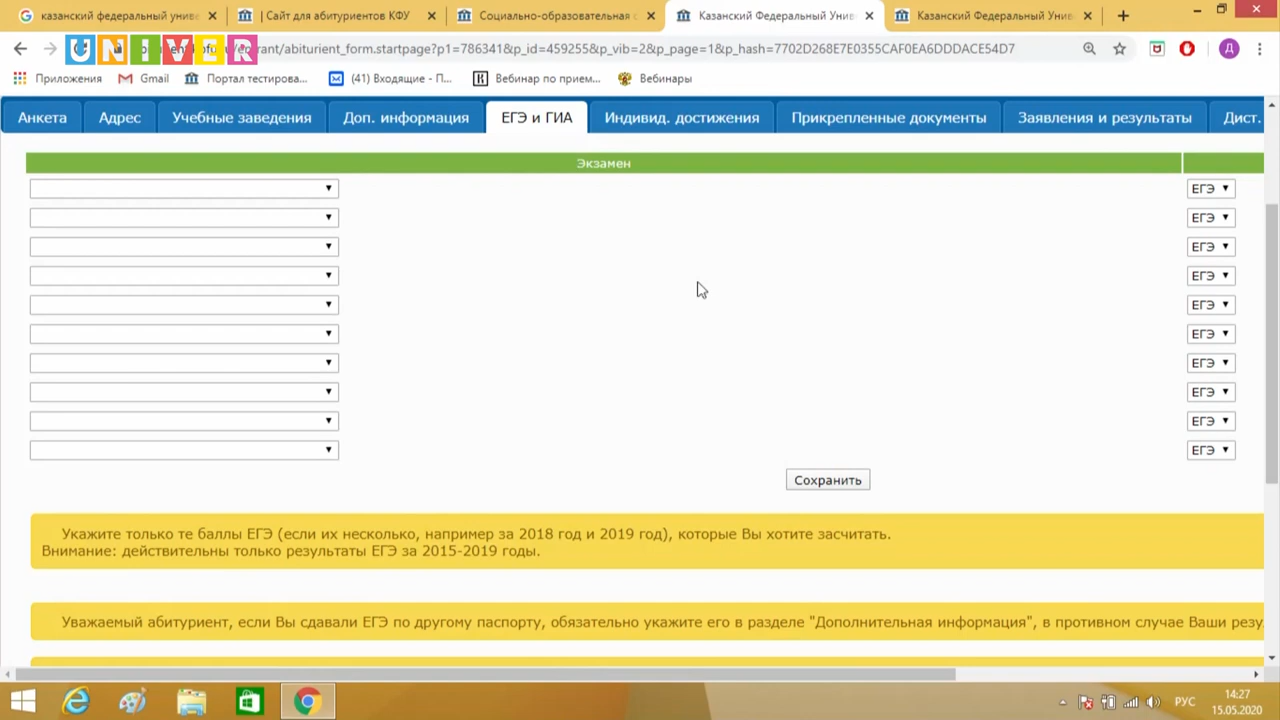 казанский федеральный униве
| Сайт для абитуриентов КФУ
Социально-образовательная с
Казанский Федеральный Унив
Казанский Федеральный Униве
UNIVER
/abiturient_form.startpage?p1=786341&p_id=459255&p_vib=2&p_page=1&p_hash=7702D268E7E0355CAF0EA6DDDACE54D7
Д
Приложения
Gmail
Портал тестирова...
(41) Входящие - П...
Вебинар по прием...
Вебинары
Анкета
Адрес
Учебные заведения
Доп. информация
ЕГЭ и ГИА
Индивид. достижения
Прикрепленные документы
Заявления и результаты
Дист.
Экзамен
ЕГЭ
ЕГЭ
ЕГЭ
ЕГЭ
ЕГЭ
ЕГЭ
ЕГЭ
ЕГЭ
ЕГЭ
ЕГЭ
Сохранить
Укажите только те баллы ЕГЭ (если их несколько, например за 2018 год и 2019 год), которые Вы хотите засчитать.
Внимание: действительны только результаты ЕГЭ за 2015-2019 годы.
Уважаемый абитуриент, если Вы сдавали ЕГЭ по другому паспорту, обязательно укажите его в разделе "Дополнительная информация", в противном случае Ваши резу
РУС
14:27
15.05.2020